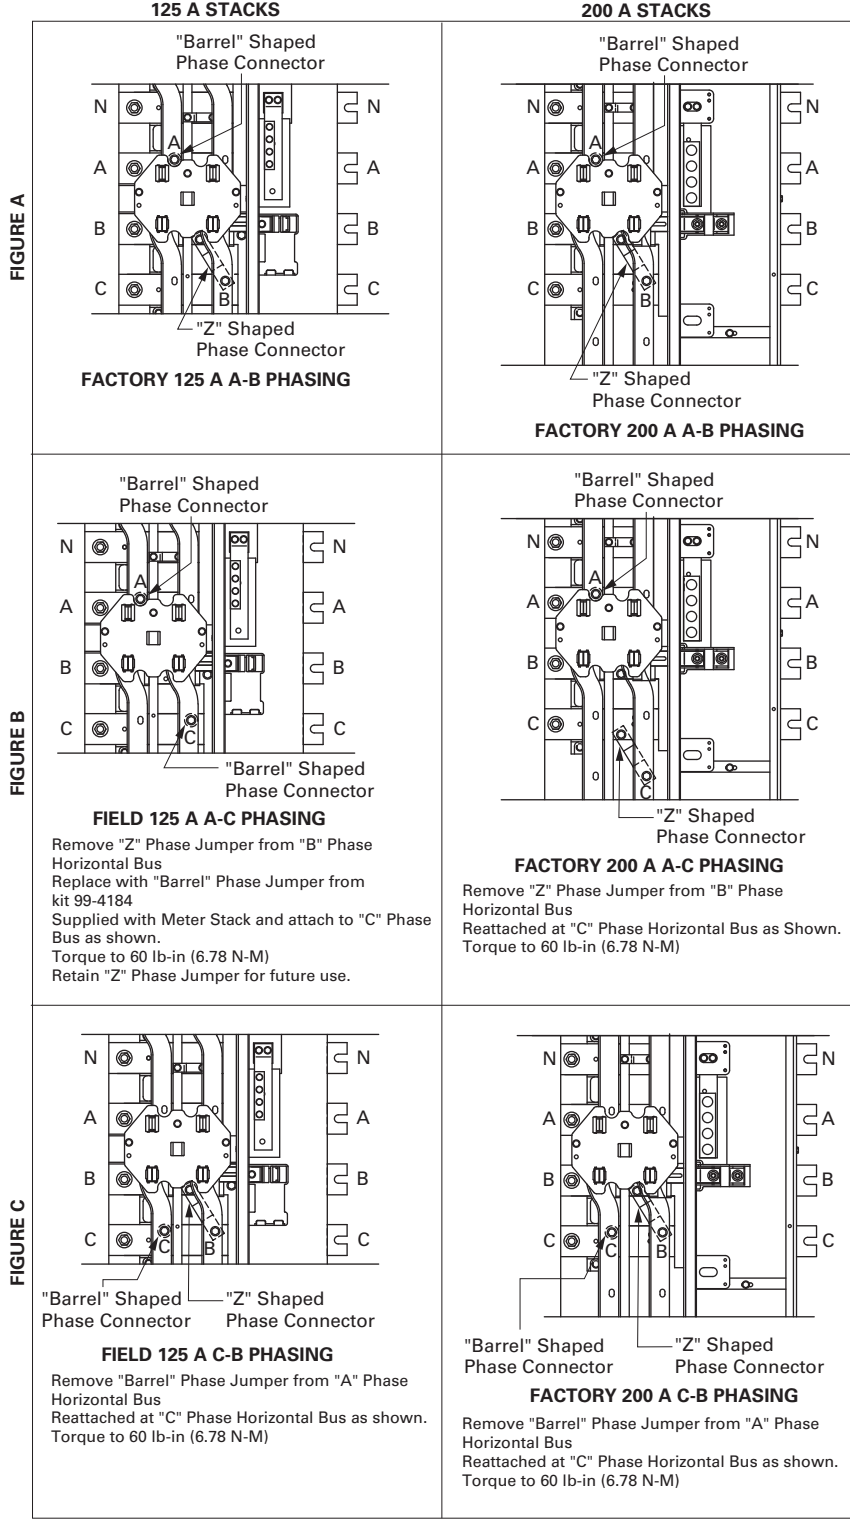 125 A STACKS
200 A STACKS
FIGURE A
"Barrel" Shaped
Phase Connector
N
N
A
A
A
B
B
C
C
B
"Z" Shaped
Phase Connector
FACTORY 125 A A-B PHASING
"Barrel" Shaped
Phase Connector
N
N
A
A
A
B
B
C
C
B
"Z" Shaped
Phase Connector
FACTORY 200 A A-B PHASING
FIGURE B
"Barrel" Shaped
Phase Connector
N
N
A
A
A
B
B
C
C
C
"Barrel" Shaped
Phase Connector
FIELD 125 A A-C PHASING
Remove "Z" Phase Jumper from "B" Phase
Horizontal Bus
Replace with "Barrel" Phase Jumper from
kit 99-4184
Supplied with Meter Stack and attach to "C" Phase
Bus as shown.
Torque to 60 lb-in (6.78 N-M)
Retain "Z" Phase Jumper for future use.
"Barrel" Shaped
Phase Connector
N
N
A
A
A
B
B
C
C
C
"Z" Shaped
Phase Connector
FACTORY 200 A A-C PHASING
Remove "Z" Phase Jumper from "B" Phase
Horizontal Bus
Reattached at "C" Phase Horizontal Bus as Shown.
Torque to 60 lb-in (6.78 N-M)
FIGURE C
N
N
A
A
B
B
C
C
C
B
"Barrel" Shaped
Phase Connector
"Z" Shaped
Phase Connector
FIELD 125 A C-B PHASING
Remove "Barrel" Phase Jumper from "A" Phase
Horizontal Bus
Reattached at "C" Phase Horizontal Bus as shown.
Torque to 60 lb-in (6.78 N-M)
N
N
A
A
B
B
C
C
C
B
"Barrel" Shaped
Phase Connector
"Z" Shaped
Phase Connector
FACTORY 200 A C-B PHASING
Remove "Barrel" Phase Jumper from "A" Phase
Horizontal Bus
Reattached at "C" Phase Horizontal Bus as shown.
Torque to 60 lb-in (6.78 N-M)